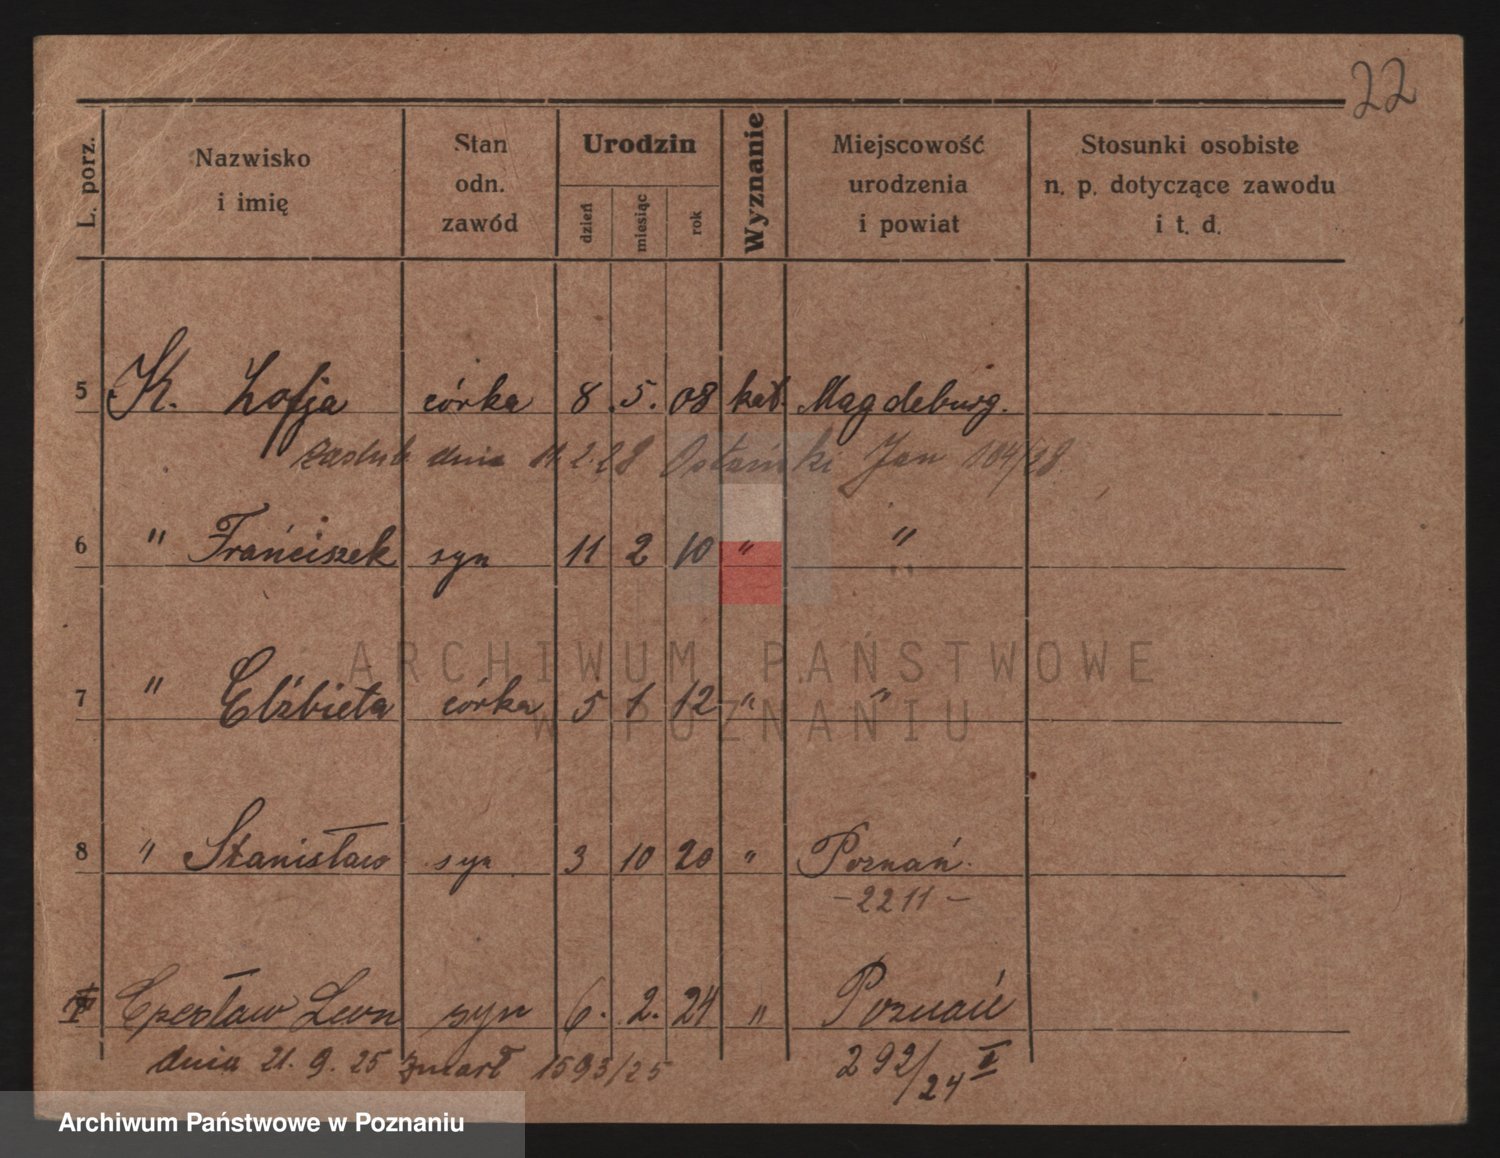 22
L. porz.
Nazwisko
i imię
Stan
odn.
zawód
Urodzin
dzień
miesiąc
rok
Wyznanie
Miejscowość
urodzenia
i powiat
Stosunki osobiste
n. p. dotyczące zawodu
i t. d.
5 K. Zofja córka 8. 5. 08 kat. Magdeburg.
dnia 11.2.28 Jan
6 " Franciszek syn 11 2 10 " "
7 " Elżbieta córka 5 1 12 " "
8 " Stanisław syn 3 10 20 " Poznań.
-2211-
Czesław Leon syn 6. 2. 24 " Poznań
dnia 21. 9. 25 zmarł 1593/25 292/24 I
ARCHIWUM PAŃSTWOWE
W POZNANIU
Archiwum Państwowe w Poznaniu